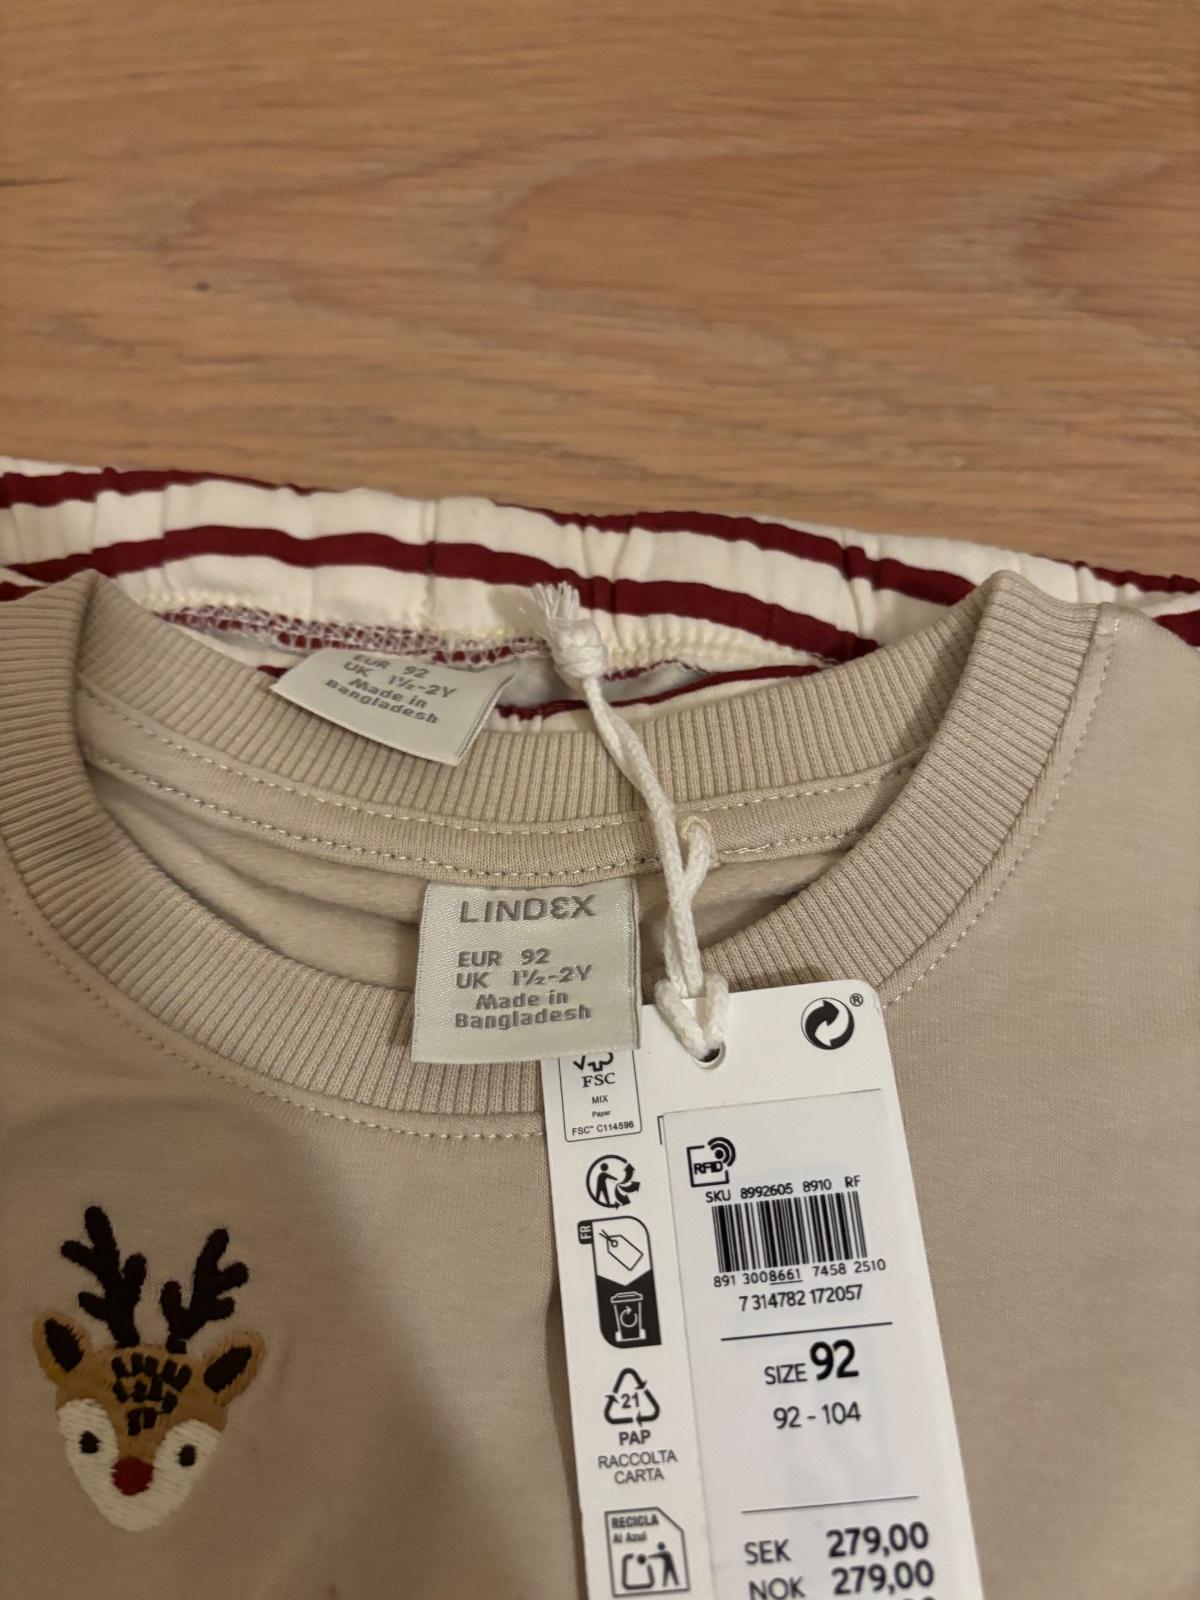 EUR 92
UK 1½-2Y
Made in
Bangladesh
LINDEX
EUR 92
UK 1½-2Y
Made in
Bangladesh
FSC
MIX
Paper
FSC™ C114596
®
RFID
SKU 8992605 8910 RF
891 3008661 7458 2510
7 314782 172057
FR
SIZE 92
92 - 104
21
PAP
RACCOLTA
CARTA
RECICLA
Al Azul
SEK 279,00
NOK 279,00